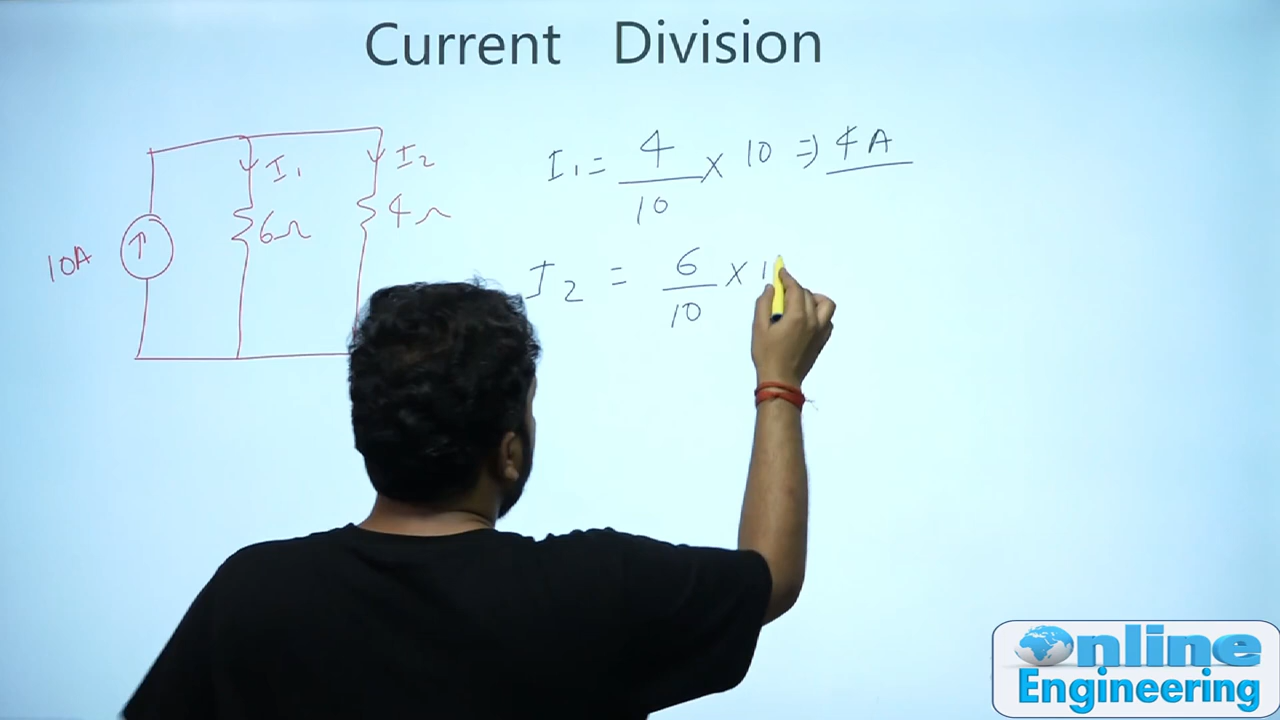 Current Division
I₁ I₂
10A 6Ω 4Ω
I₁ = 4/10 × 10 ⇒ 4A
I₂ = 6/10 × 1
Online
Engineering